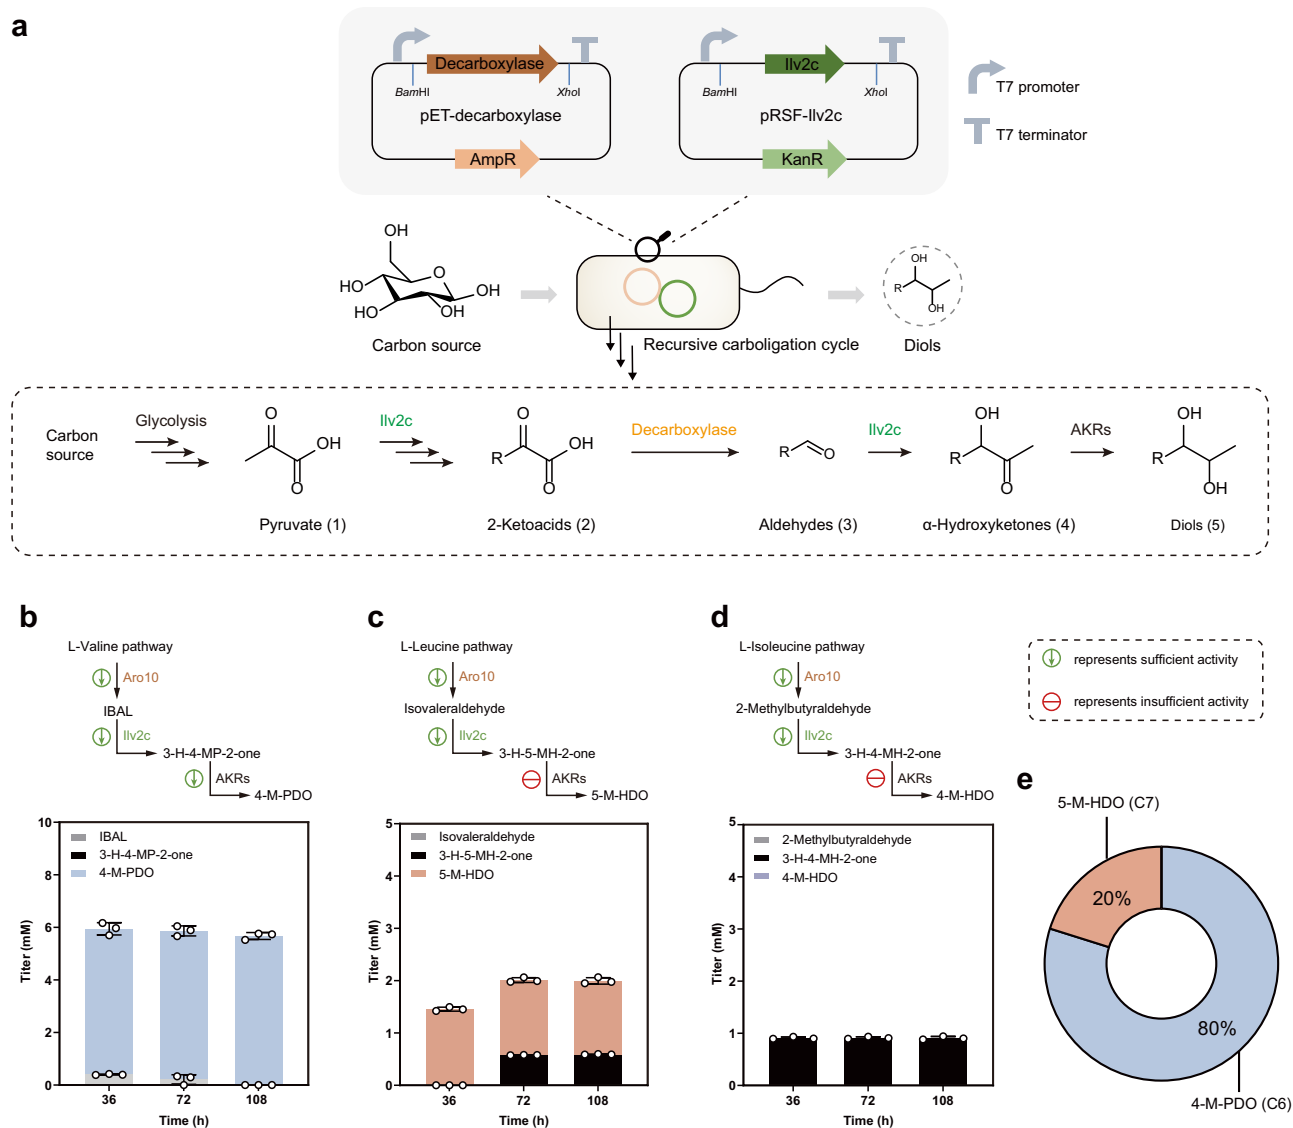 a
Decarboxylase
BamHI
XhoI
pET-decarboxylase
AmpR
Ilv2c
BamHI
XhoI
pRSF-Ilv2c
KanR
T7 promoter
T7 terminator
OH
HO
O
OH
HO
OH
Carbon source
Recursive carboligation cycle
OH
R
OH
Diols
Carbon
source
Glycolysis
O
OH
O
Pyruvate (1)
Ilv2c
O
OH
R
O
2-Ketoacids (2)
Decarboxylase
R
O
Aldehydes (3)
Ilv2c
OH
R
O
α-Hydroxyketones (4)
AKRs
OH
R
OH
Diols (5)
b
L-Valine pathway
Aro10
IBAL
Ilv2c
3-H-4-MP-2-one
AKRs
4-M-PDO
Titer (mM)
10
8
6
4
2
0
IBAL
3-H-4-MP-2-one
4-M-PDO
36
72
108
Time (h)
c
L-Leucine pathway
Aro10
Isovaleraldehyde
Ilv2c
3-H-5-MH-2-one
AKRs
5-M-HDO
Titer (mM)
5
4
3
2
1
0
Isovaleraldehyde
3-H-5-MH-2-one
5-M-HDO
36
72
108
Time (h)
d
L-Isoleucine pathway
Aro10
2-Methylbutyraldehyde
Ilv2c
3-H-4-MH-2-one
AKRs
4-M-HDO
Titer (mM)
5
4
3
2
1
0
2-Methylbutyraldehyde
3-H-4-MH-2-one
4-M-HDO
36
72
108
Time (h)
represents sufficient activity
represents insufficient activity
e
5-M-HDO (C7)
20%
80%
4-M-PDO (C6)